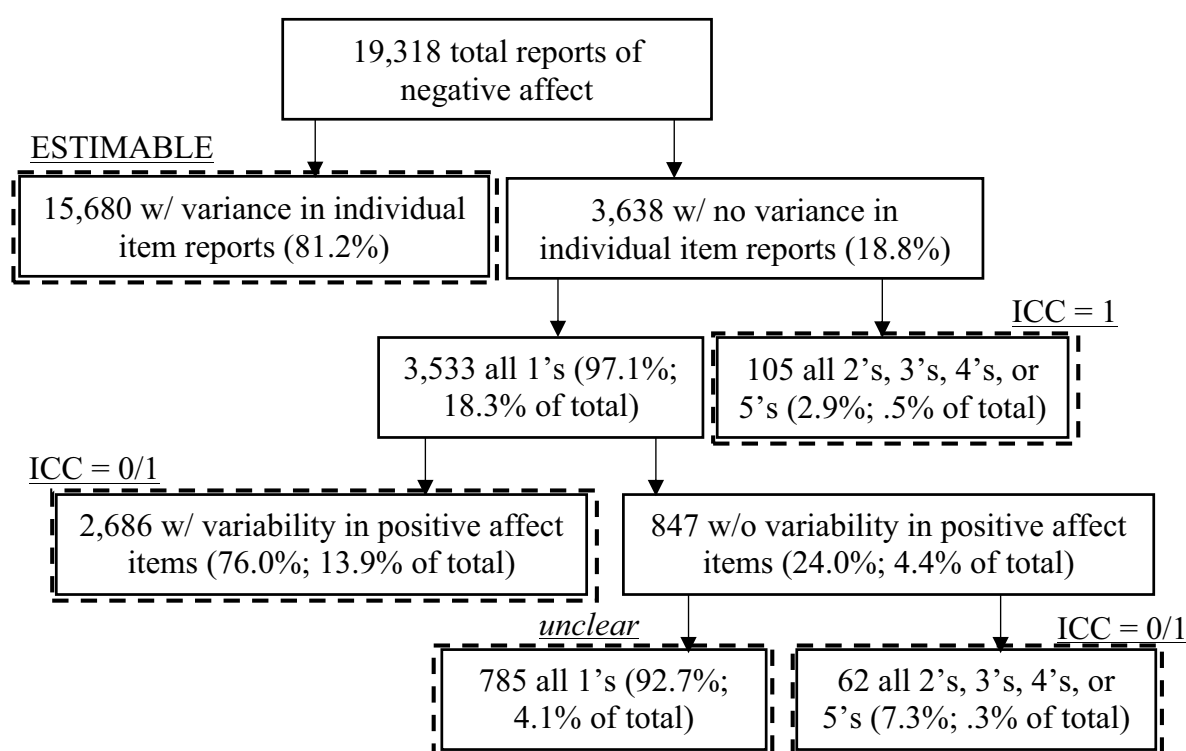 19,318 total reports of
negative affect
ESTIMABLE
15,680 w/ variance in individual
item reports (81.2%)
3,638 w/ no variance in
individual item reports (18.8%)
ICC = 1
3,533 all 1’s (97.1%;
18.3% of total)
105 all 2’s, 3’s, 4’s, or
5’s (2.9%; .5% of total)
ICC = 0/1
2,686 w/ variability in positive affect
items (76.0%; 13.9% of total)
847 w/o variability in positive affect
items (24.0%; 4.4% of total)
unclear
785 all 1’s (92.7%;
4.1% of total)
ICC = 0/1
62 all 2’s, 3’s, 4’s, or
5’s (7.3%; .3% of total)